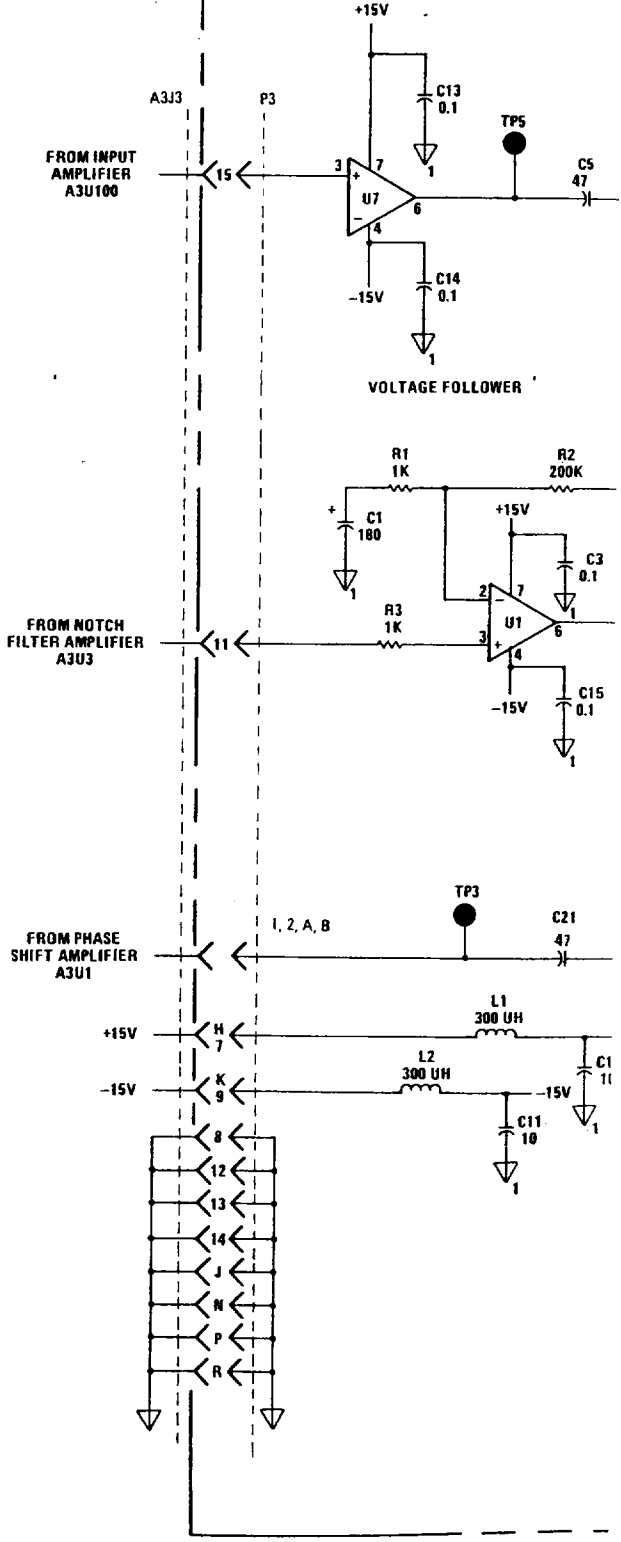 +15V
A3J3
P3
C13
0.1
TP5
1
C5
47
FROM INPUT
AMPLIFIER
A3U100
15
3
+
7
U7
6
−
4
−15V
C14
0.1
1
VOLTAGE FOLLOWER
R1
1K
R2
200K
+
C1
180
1
+15V
C3
0.1
1
FROM NOTCH
FILTER AMPLIFIER
A3U3
11
R3
1K
2
−
7
U1
6
3
+
4
−15V
C15
0.1
1
TP3
1, 2, A, B
C21
47
FROM PHASE
SHIFT AMPLIFIER
A3U1
+15V
H
7
L1
300 UH
−15V
K
9
L2
300 UH
−15V
C1
1
C11
10
1
8
12
13
14
J
N
P
R